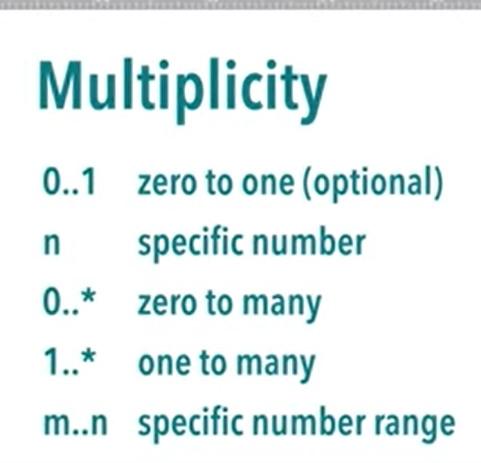 Multiplicity
0..1 zero to one (optional)
n specific number
0..* zero to many
1..* one to many
m..n specific number range